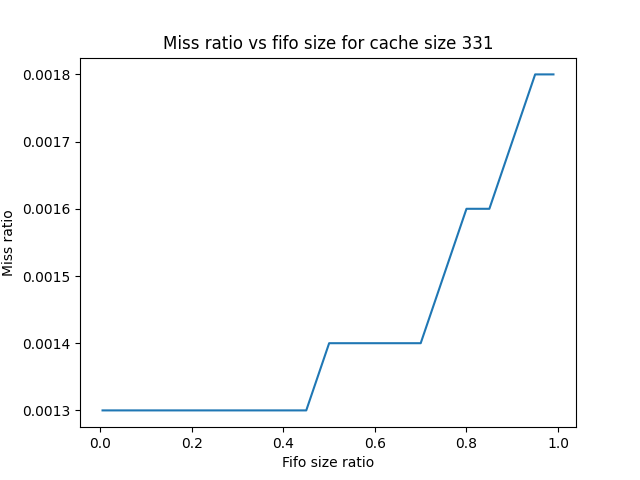 Miss ratio vs fifo size for cache size 331
0.0018
0.0017
0.0016
0.0015
0.0014
0.0013
Miss ratio
0.0 0.2 0.4 0.6 0.8 1.0
Fifo size ratio